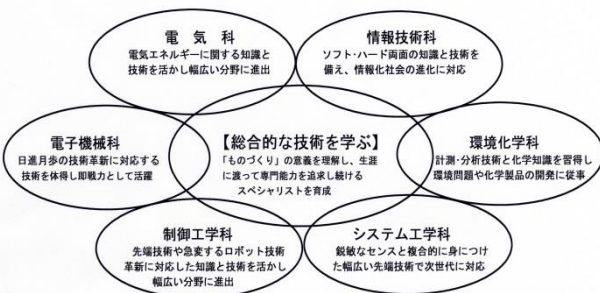 電気科
電気エネルギーに関する知識と
技術を活かし幅広い分野に進出
情報技術科
ソフト・ハード両面の知識と技術を
備え、情報化社会の進化に対応
電子機械科
日進月歩の技術革新に対応する
技術を体得し即戦力として活躍
【総合的な技術を学ぶ】
「ものづくり」の意義を理解し、生涯
に渡って専門能力を追求し続ける
スペシャリストを育成
環境化学科
計測・分析技術と化学知識を習得し
環境問題や化学製品の開発に従事
制御工学科
先端技術や急変するロボット技術
革新に対応した知識と技術を活かし
幅広い分野に進出
システム工学科
鋭敏なセンスと複合的に身につけ
た幅広い先端技術で次世代に対応